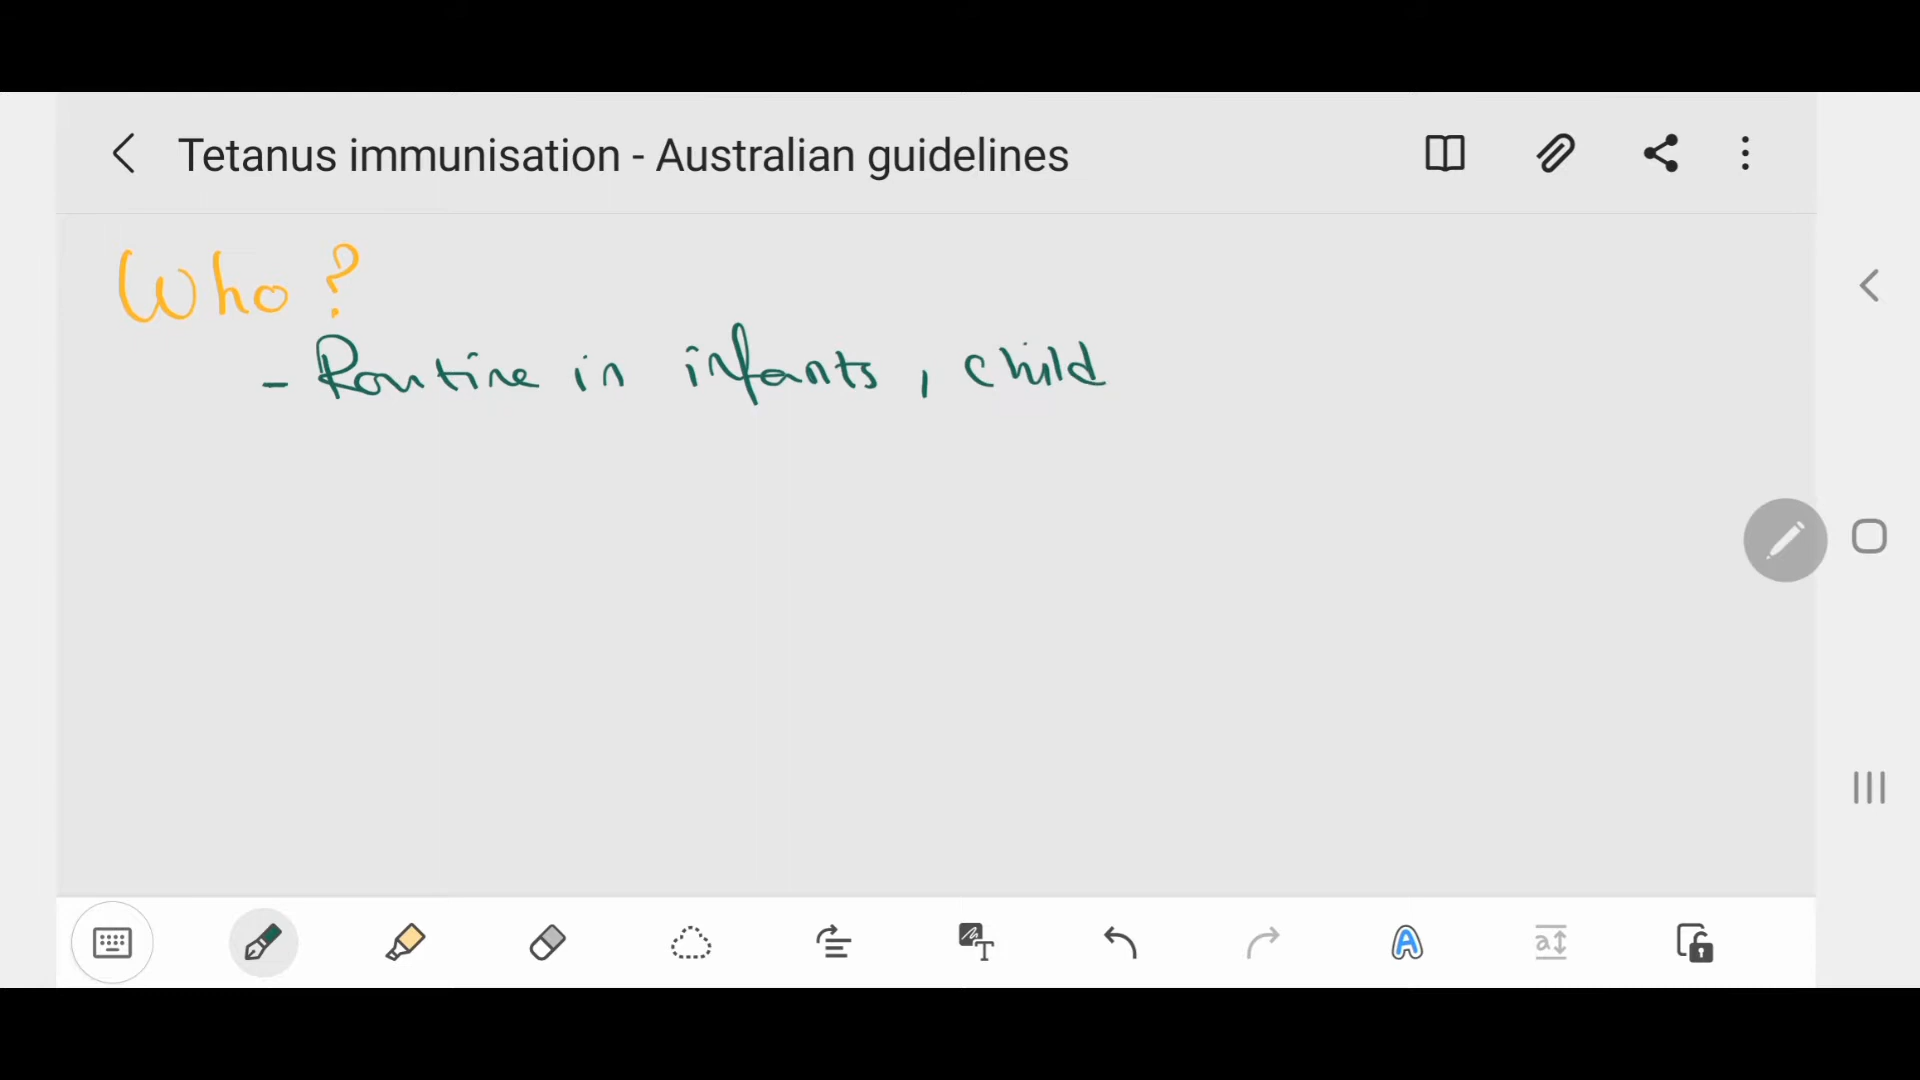 Tetanus immunisation - Australian guidelines
Who?
- Routine in infants, child